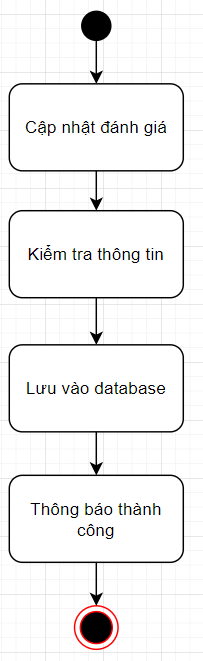 Cập nhật đánh giá
Kiểm tra thông tin
Lưu vào database
Thông báo thành
công